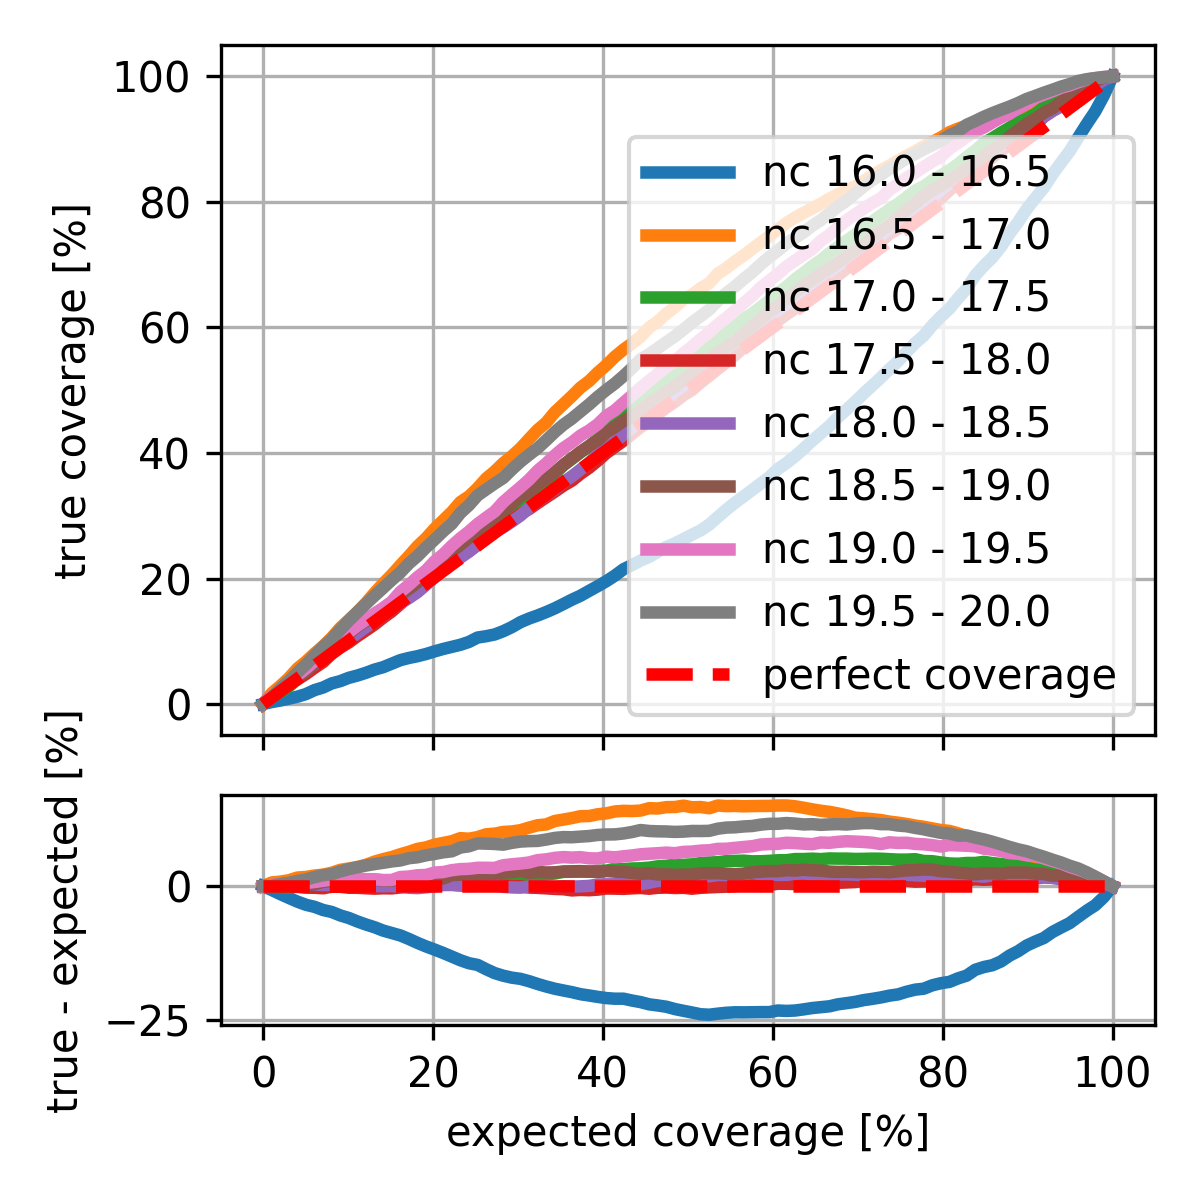 true coverage [%]
100
80
60
40
20
0
nc 16.0 - 16.5
nc 16.5 - 17.0
nc 17.0 - 17.5
nc 17.5 - 18.0
nc 18.0 - 18.5
nc 18.5 - 19.0
nc 19.0 - 19.5
nc 19.5 - 20.0
perfect coverage
true - expected [%]
0
−25
0 20 40 60 80 100
expected coverage [%]